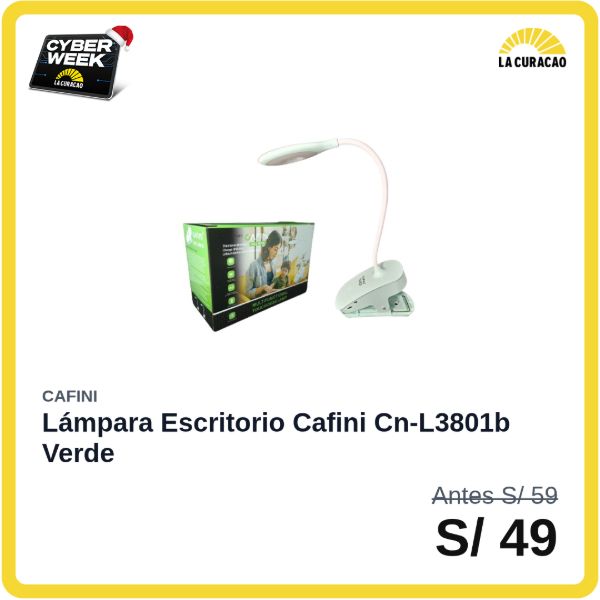 CYBER
WEEK
LA CURACAO
LA CURACAO
CAFINI
Lámpara Escritorio Cafini Cn-L3801b
Verde
Antes S/ 59
S/ 49